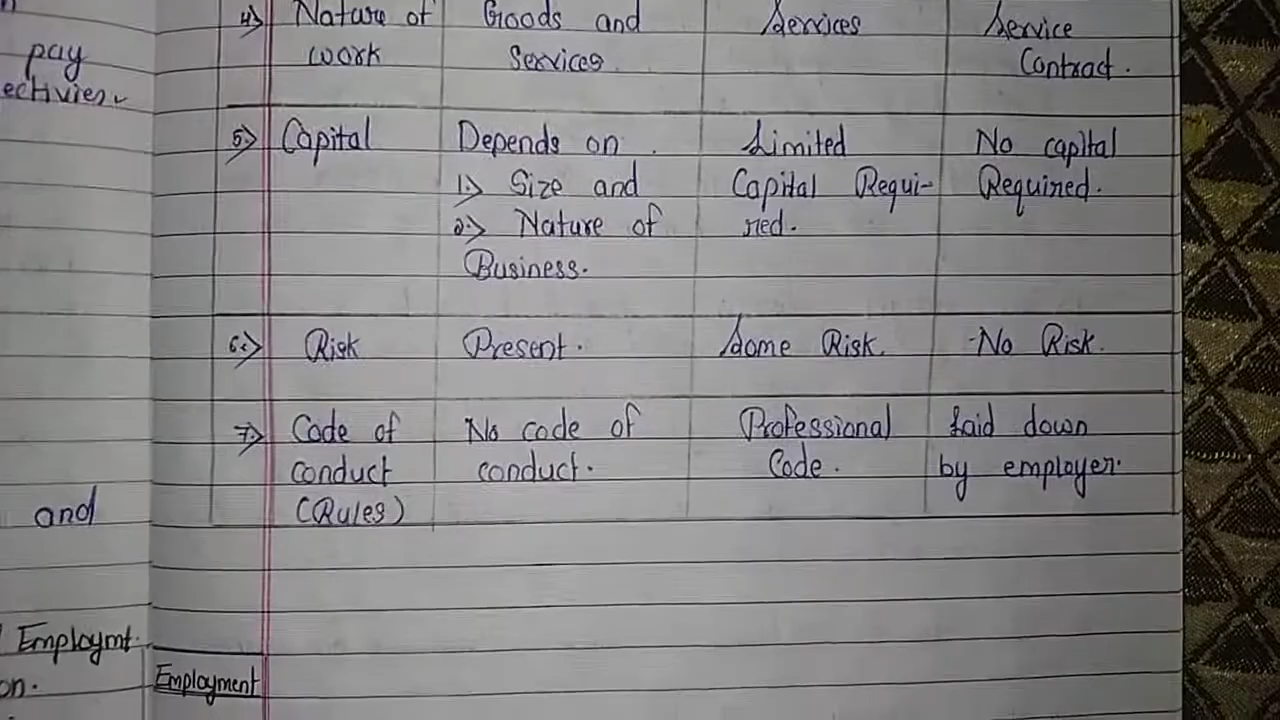 pay
ectivies.
and
Employmt.
on.
4) Nature of Goods and Services Service
work Services Contract.
5) Capital Depends on Limited No capital
1.) Size and Capital Requi- Required.
2.) Nature of red.
Business.
6.) Risk Present. Some Risk. No Risk.
7) Code of No code of Professional Laid down
conduct conduct. Code. by employer.
(Rules)
Employment